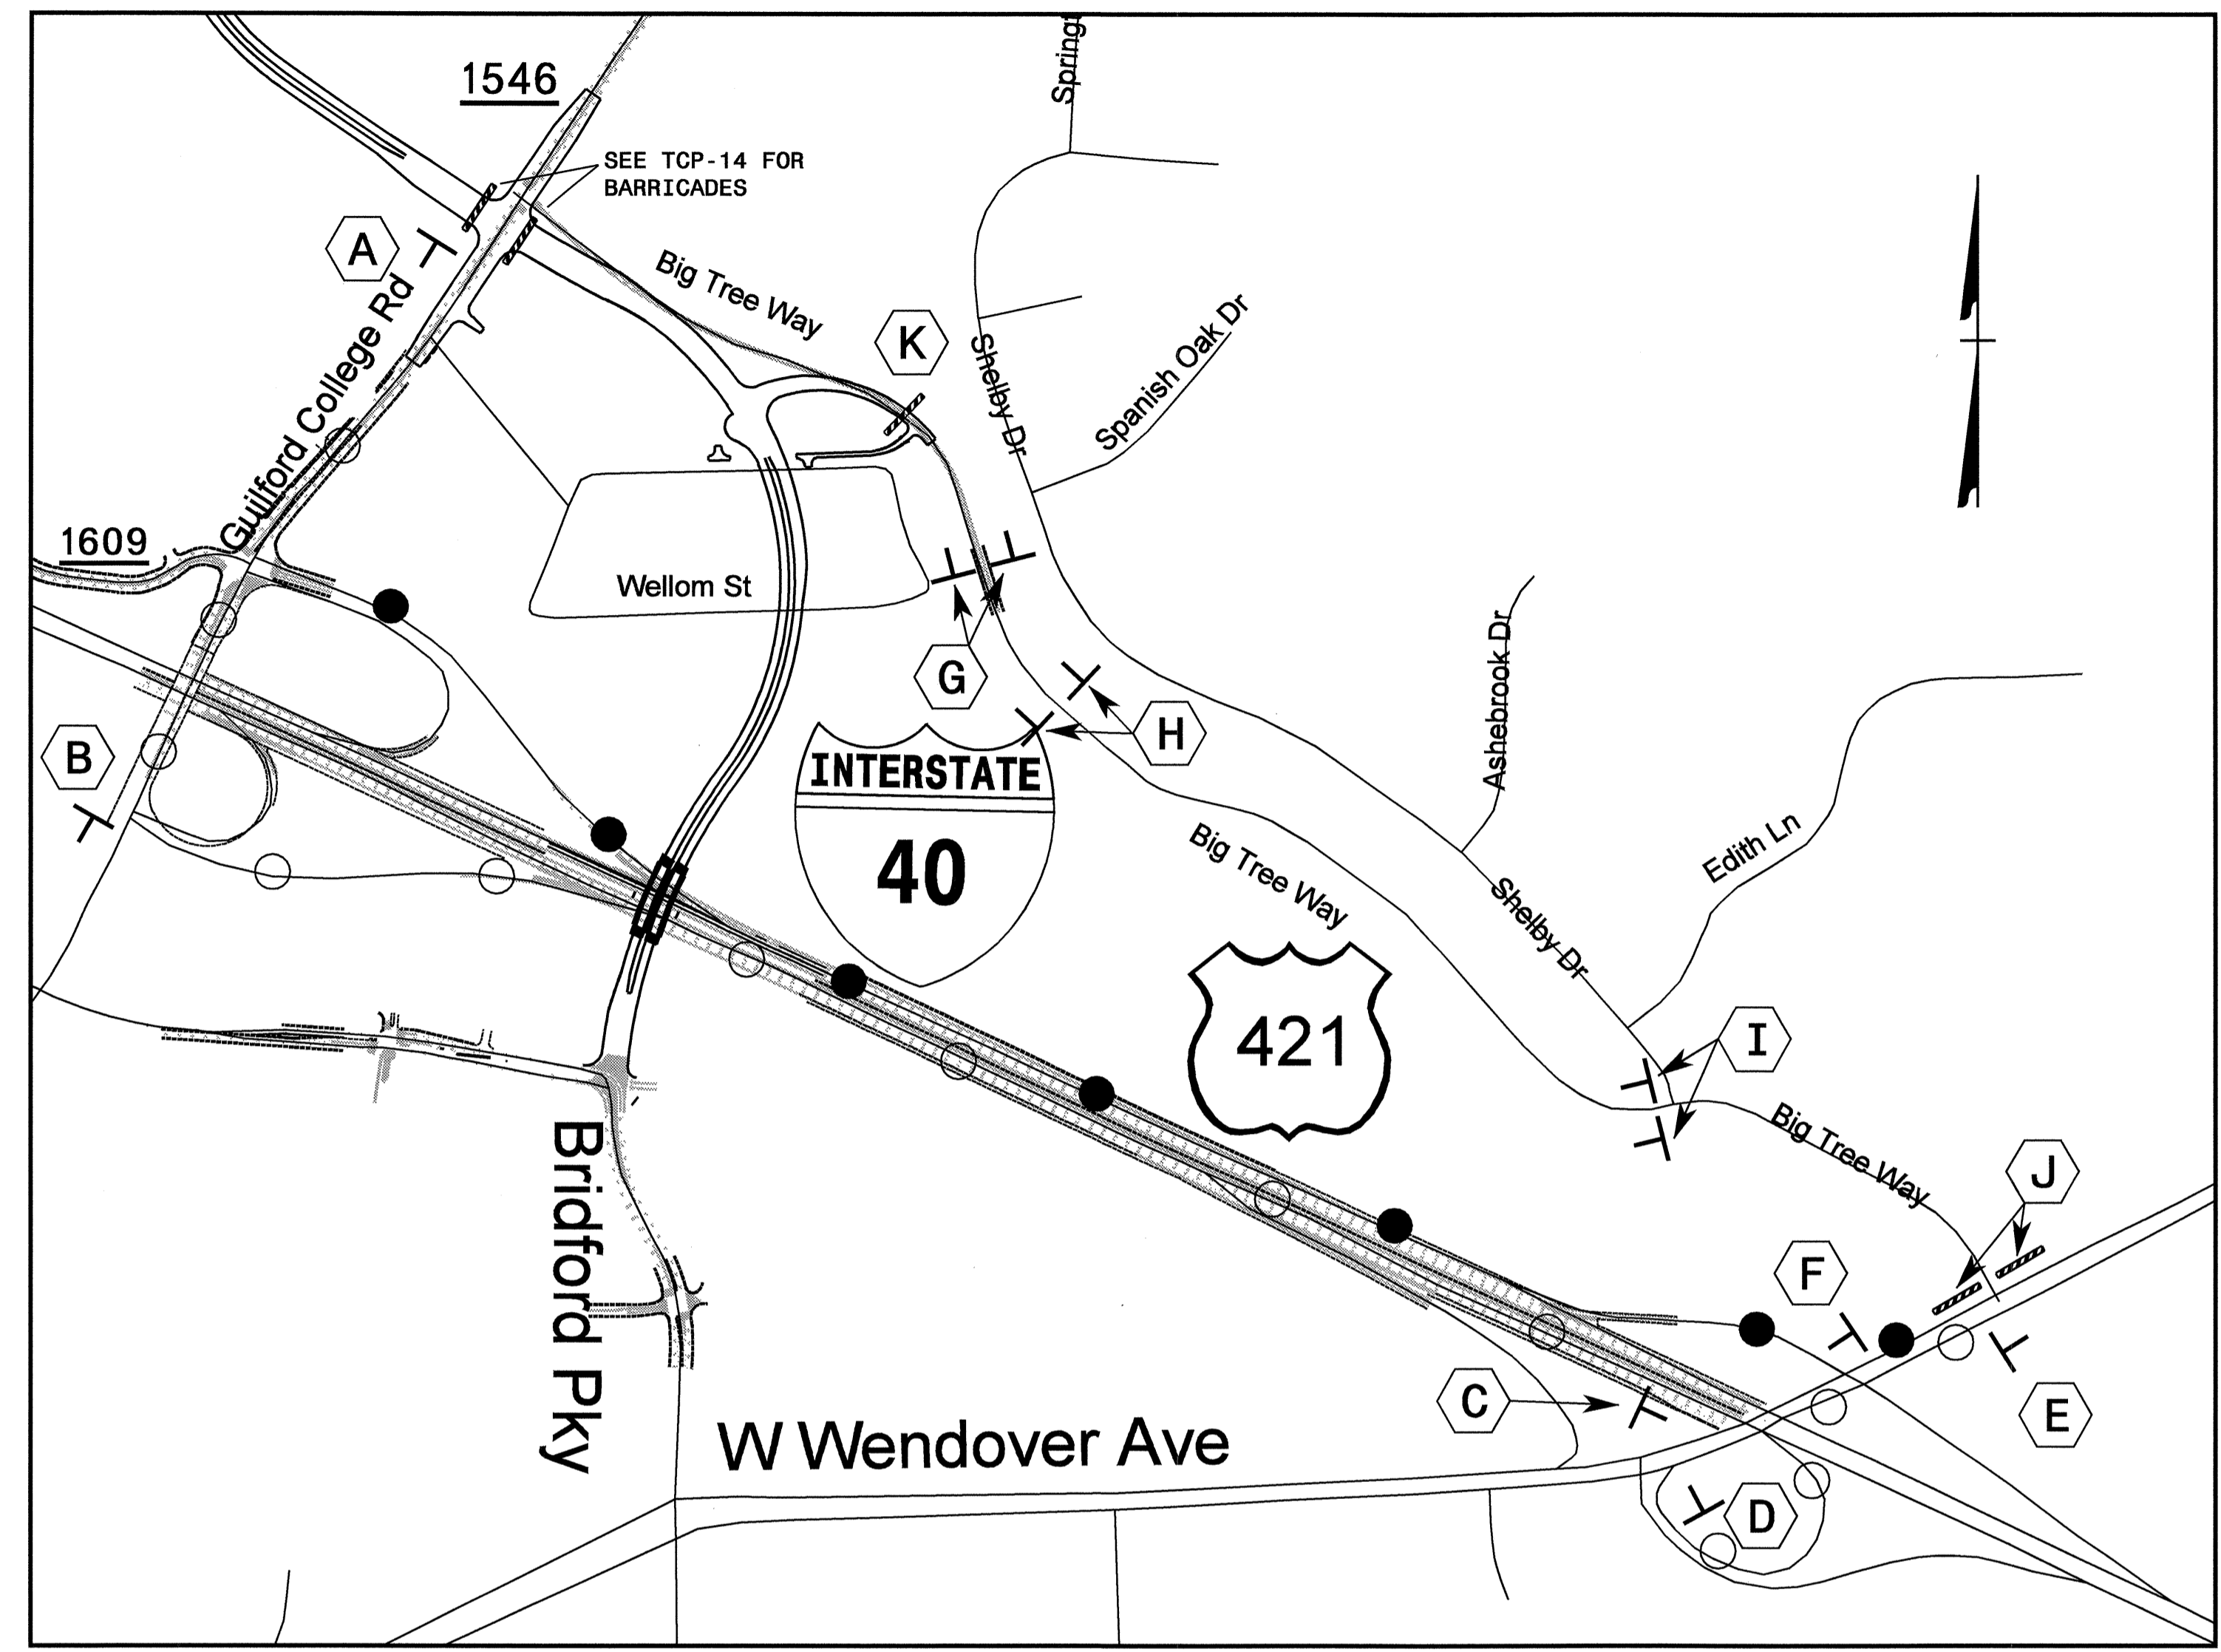 1546
Spring
SEE TCP-14 FOR
BARRICADES
A
Big Tree Way
K
Shelby Dr
Spanish Oak Dr
Guilford College Rd
1609
Wellom St
G
H
B
INTERSTATE
40
Ashebrook Dr
Big Tree Way
Edith Ln
Shelby Dr
421
I
Big Tree Way
J
Bridford Pky
F
C
E
W Wendover Ave
D